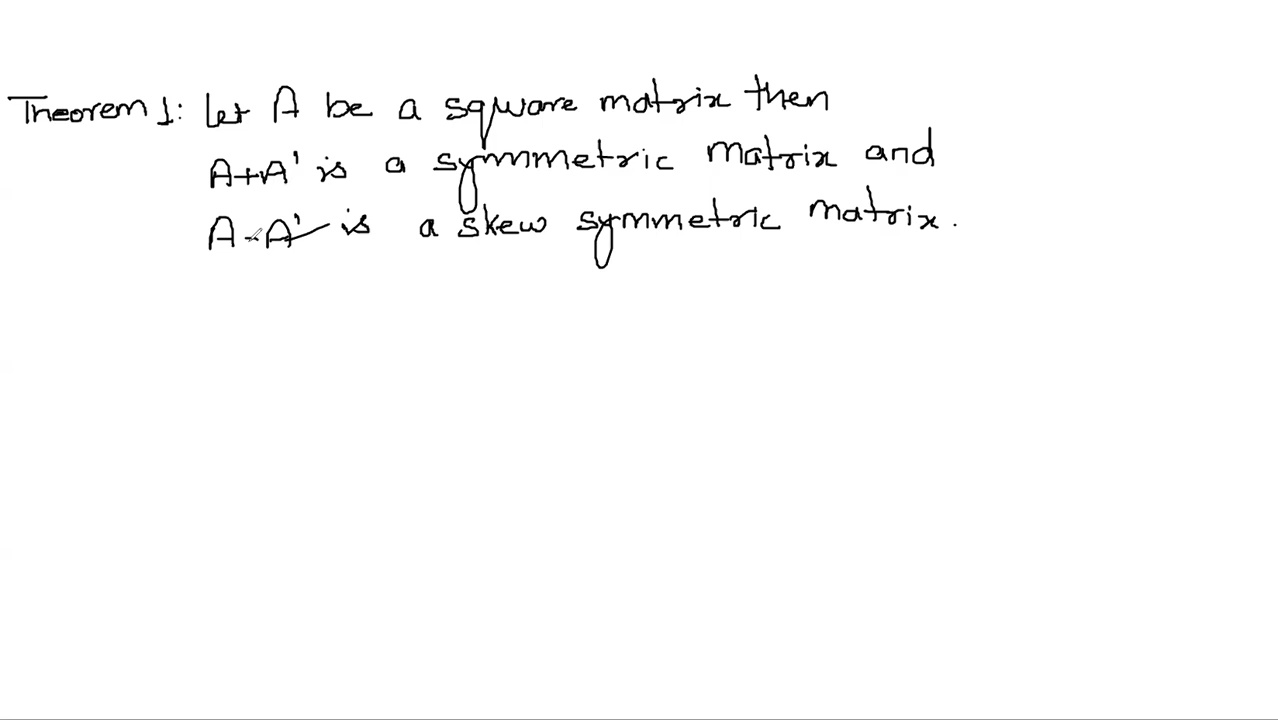 Theorem 1: Let A be a square matrix then
A+A' is a symmetric matrix and
A-A' is a skew symmetric matrix.